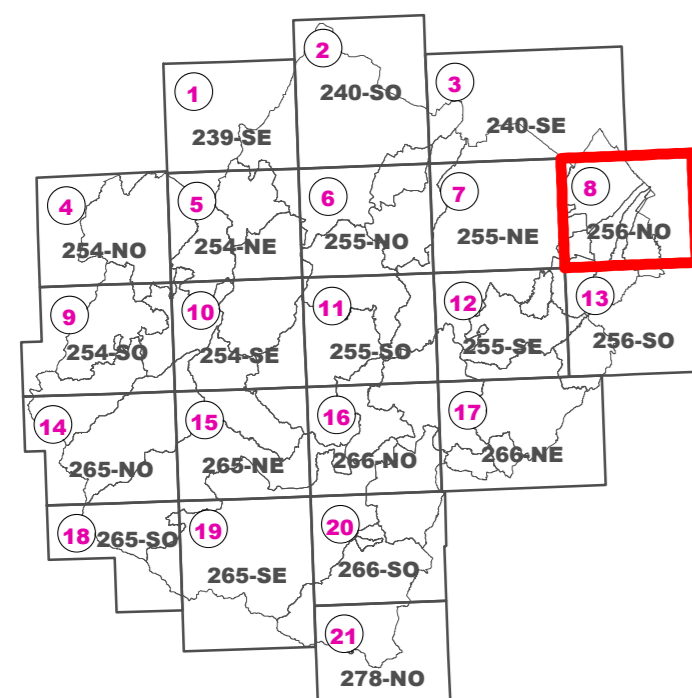 1
239-SE
2
240-SO
3
240-SE
4
254-NO
5
254-NE
6
255-NO
7
255-NE
8
256-NO
9
254-SO
10
254-SE
11
255-SO
12
255-SE
13
256-SO
14
265-NO
15
265-NE
16
266-NO
17
266-NE
18
265-SO
19
265-SE
20
266-SO
21
278-NO